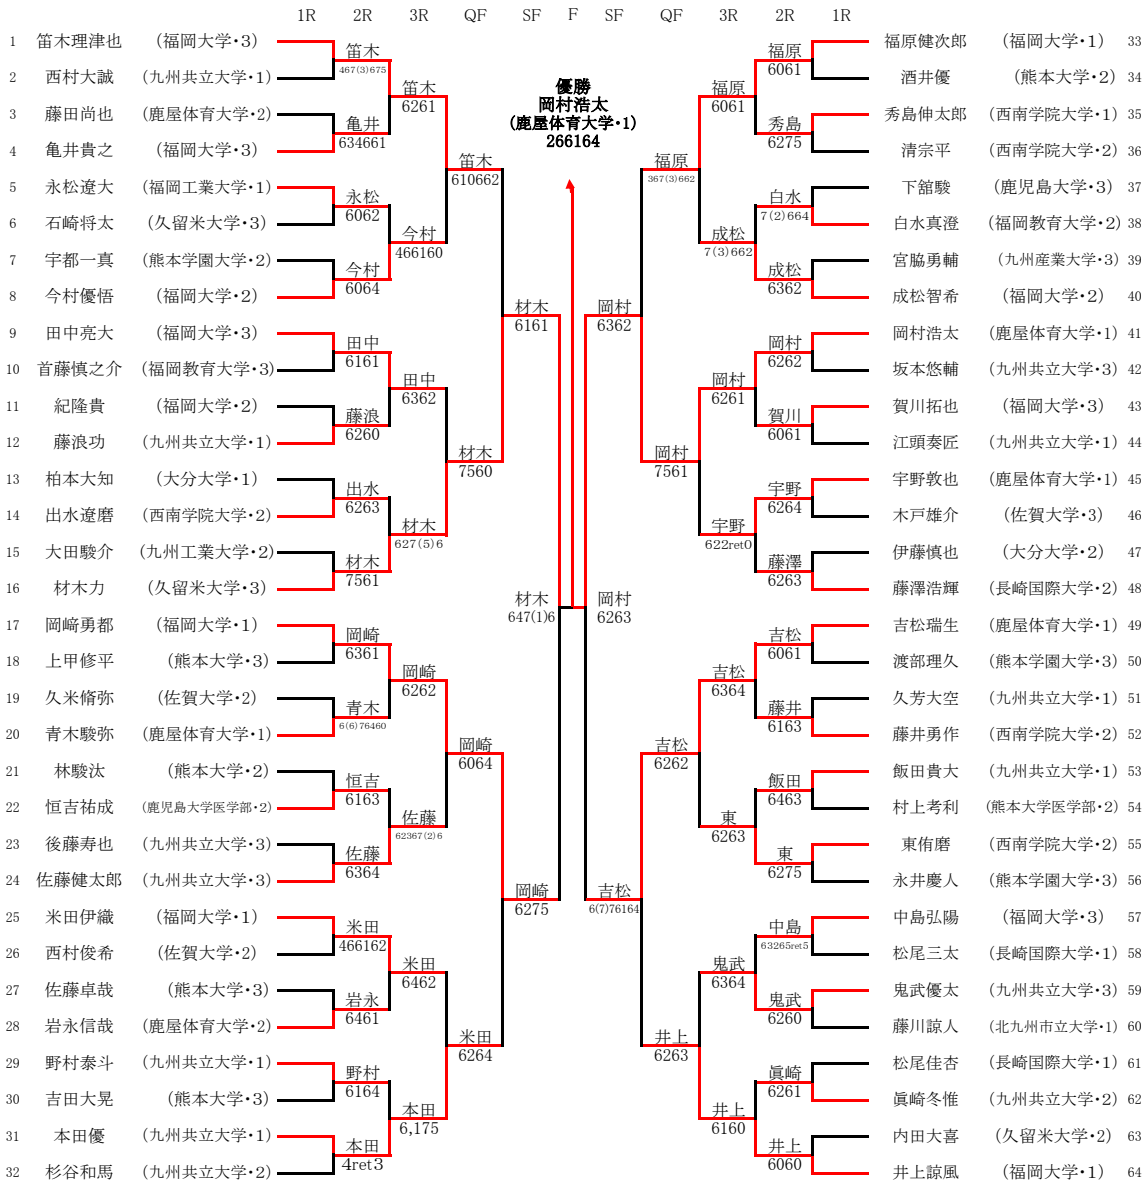 1R 2R 3R QF SF F SF QF 3R 2R 1R
優勝
岡村浩太
(鹿屋体育大学・1)
266164
1 笛木理津也 (福岡大学・3)
2 西村大誠 (九州共立大学・1)
3 藤田尚也 (鹿屋体育大学・2)
4 亀井貴之 (福岡大学・3)
5 永松遼大 (福岡工業大学・1)
6 石崎将太 (久留米大学・3)
7 宇都一真 (熊本学園大学・2)
8 今村優悟 (福岡大学・2)
9 田中亮大 (福岡大学・3)
10 首藤慎之介 (福岡教育大学・3)
11 紀隆貴 (福岡大学・2)
12 藤浪功 (九州共立大学・1)
13 柏本大知 (大分大学・1)
14 出水遼磨 (西南学院大学・2)
15 大田駿介 (九州工業大学・2)
16 材木力 (久留米大学・3)
17 岡﨑勇都 (福岡大学・1)
18 上甲修平 (熊本大学・3)
19 久米脩弥 (佐賀大学・2)
20 青木駿弥 (鹿屋体育大学・1)
21 林駿汰 (熊本大学・2)
22 恒吉祐成 (鹿児島大学医学部・2)
23 後藤寿也 (九州共立大学・3)
24 佐藤健太郎 (九州共立大学・3)
25 米田伊織 (福岡大学・1)
26 西村俊希 (佐賀大学・2)
27 佐藤卓哉 (熊本大学・3)
28 岩永信哉 (鹿屋体育大学・2)
29 野村泰斗 (九州共立大学・1)
30 吉田大晃 (熊本大学・3)
31 本田優 (九州共立大学・1)
32 杉谷和馬 (九州共立大学・2)
笛木
467(3)675
亀井
634661
永松
6062
今村
6064
田中
6161
藤浪
6260
出水
6263
材木
7561
岡崎
6361
青木
6(6)76460
恒吉
6163
佐藤
6364
米田
466162
岩永
6461
野村
6164
本田
4ret3
笛木
6261
今村
466160
田中
6362
材木
627(5)6
岡崎
6262
佐藤
62367(2)6
米田
6462
本田
6,175
笛木
610662
材木
7560
岡崎
6064
米田
6264
材木
6161
岡崎
6275
材木
647(1)6
岡村
6263
岡村
6362
吉松
6(7)76164
福原
367(3)662
岡村
7561
吉松
6262
井上
6263
福原
6061
成松
7(3)662
岡村
6261
宇野
622ret0
吉松
6364
東
6263
鬼武
6364
井上
6160
福原
6061
秀島
6275
白水
7(2)664
成松
6362
岡村
6262
賀川
6061
宇野
6264
藤澤
6263
吉松
6061
藤井
6163
飯田
6463
東
6275
中島
63265ret5
鬼武
6260
眞崎
6261
井上
6060
福原健次郎 (福岡大学・1) 33
酒井優 (熊本大学・2) 34
秀島伸太郎 (西南学院大学・1) 35
清宗平 (西南学院大学・2) 36
下舘駿 (鹿児島大学・3) 37
白水真澄 (福岡教育大学・2) 38
宮脇勇輔 (九州産業大学・3) 39
成松智希 (福岡大学・2) 40
岡村浩太 (鹿屋体育大学・1) 41
坂本悠輔 (九州共立大学・3) 42
賀川拓也 (福岡大学・3) 43
江頭奏匠 (九州共立大学・1) 44
宇野敦也 (鹿屋体育大学・1) 45
木戸雄介 (佐賀大学・3) 46
伊藤慎也 (大分大学・2) 47
藤澤浩輝 (長崎国際大学・2) 48
吉松瑞生 (鹿屋体育大学・1) 49
渡部理久 (熊本学園大学・3) 50
久芳大空 (九州共立大学・1) 51
藤井勇作 (西南学院大学・2) 52
飯田貴大 (九州共立大学・1) 53
村上考利 (熊本大学医学部・2) 54
東侑磨 (西南学院大学・2) 55
永井慶人 (熊本学園大学・3) 56
中島弘陽 (福岡大学・3) 57
松尾三太 (長崎国際大学・1) 58
鬼武優太 (九州共立大学・3) 59
藤川諒人 (北九州市立大学・1) 60
松尾佳杏 (長崎国際大学・1) 61
眞崎冬惟 (九州共立大学・2) 62
内田大喜 (久留米大学・2) 63
井上諒風 (福岡大学・1) 64